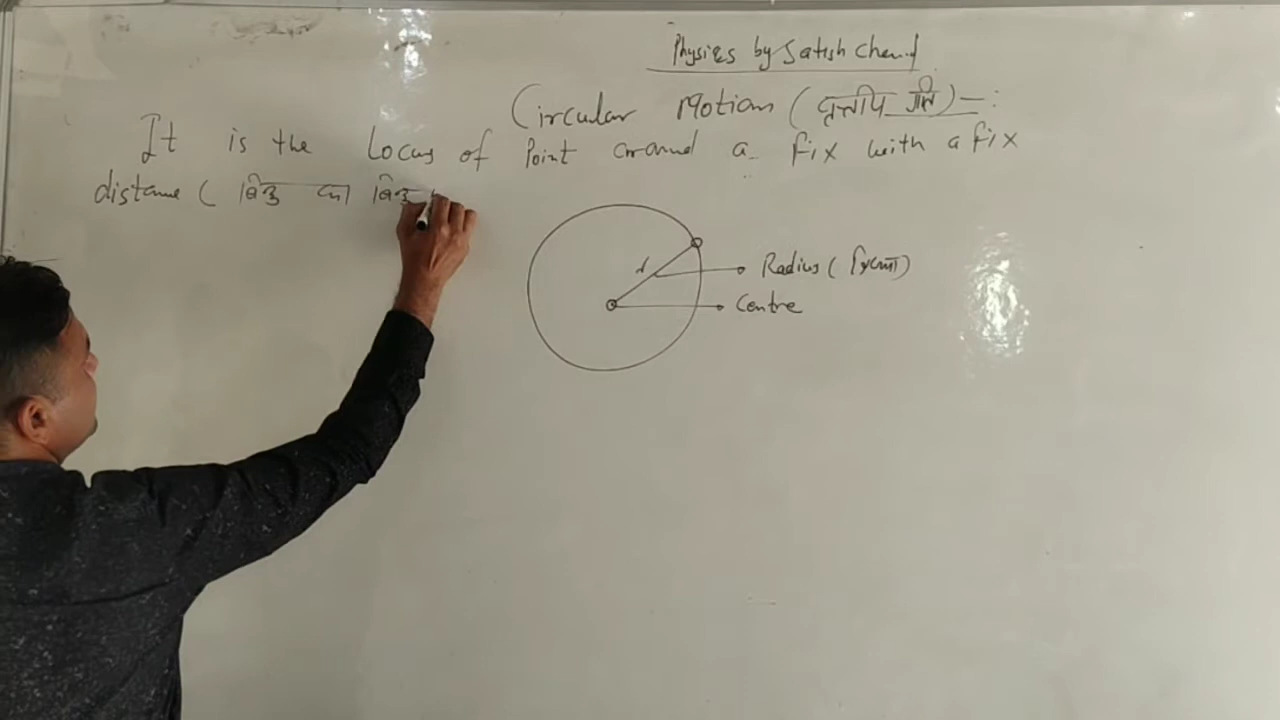 Physics by Satish Chand
Circular Motion (वृत्तीय गति) -:
It is the Locus of Point around a fix with a fix
distance ( बिन्दु का बिन्दु
r
Radius ( त्रिज्या)
Centre